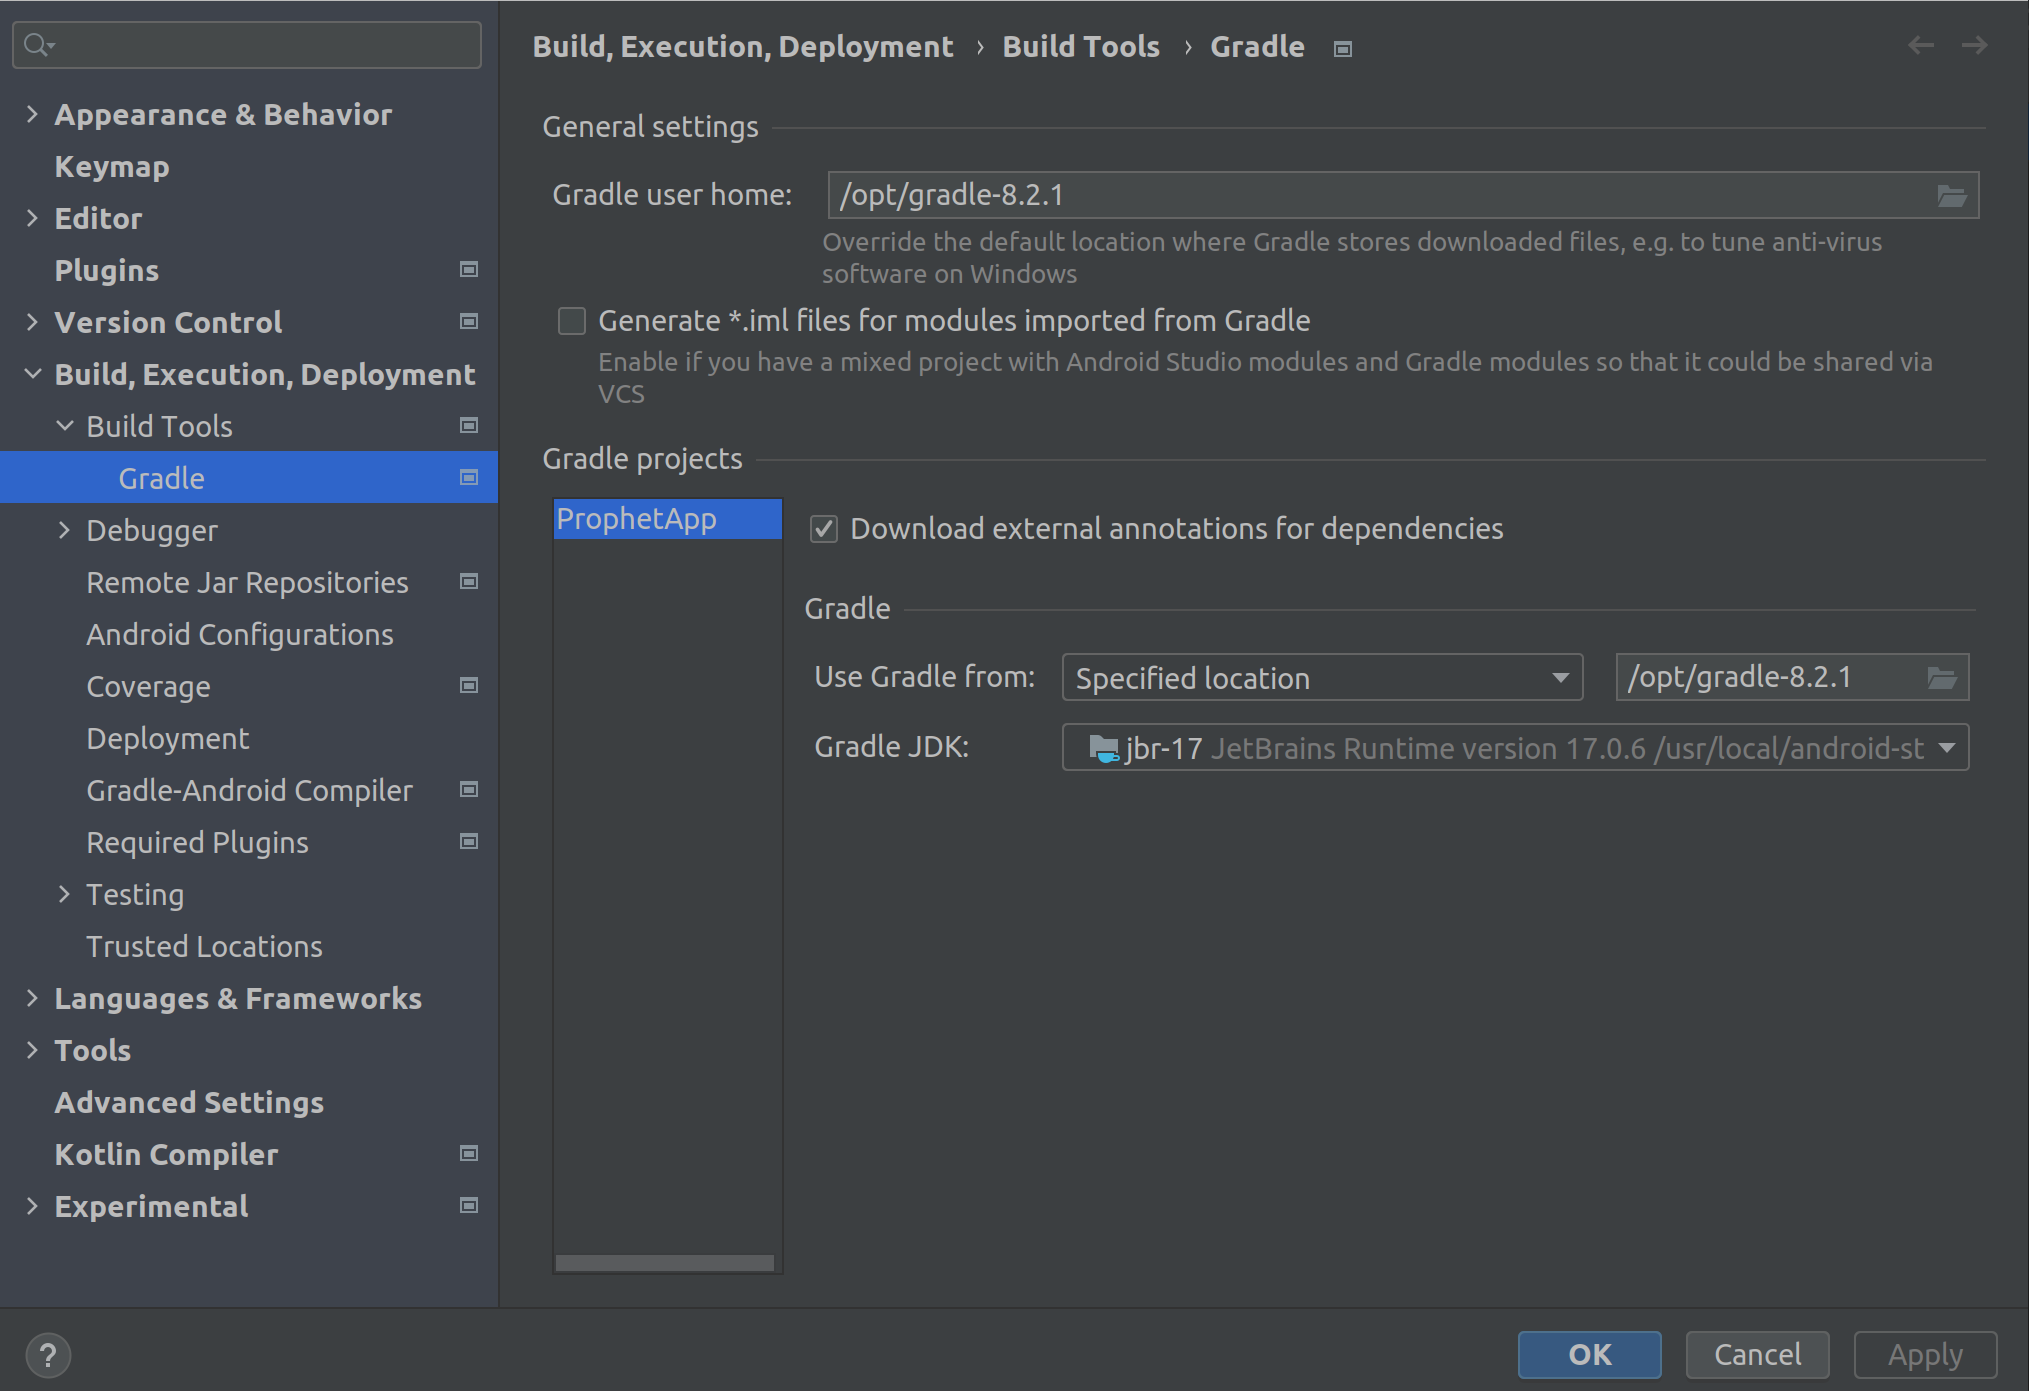 Appearance & Behavior
Keymap
Editor
Plugins
Version Control
Build, Execution, Deployment
Build Tools
Gradle
Debugger
Remote Jar Repositories
Android Configurations
Coverage
Deployment
Gradle-Android Compiler
Required Plugins
Testing
Trusted Locations
Languages & Frameworks
Tools
Advanced Settings
Kotlin Compiler
Experimental
Build, Execution, Deployment › Build Tools › Gradle
General settings
Gradle user home: /opt/gradle-8.2.1
Override the default location where Gradle stores downloaded files, e.g. to tune anti-virus
software on Windows
Generate *.iml files for modules imported from Gradle
Enable if you have a mixed project with Android Studio modules and Gradle modules so that it could be shared via
VCS
Gradle projects
ProphetApp
Download external annotations for dependencies
Gradle
Use Gradle from: Specified location /opt/gradle-8.2.1
Gradle JDK: jbr-17 JetBrains Runtime version 17.0.6 /usr/local/android-st
? OK Cancel Apply